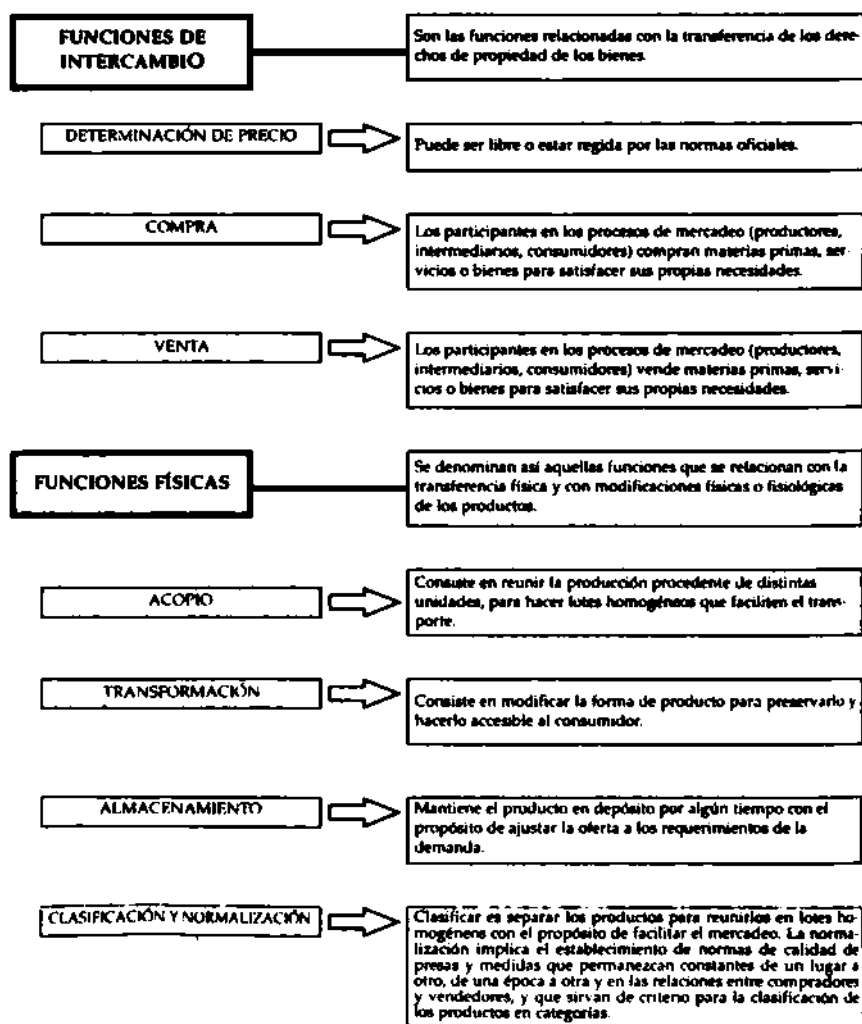 FUNCIONES DE
INTERCAMBIO
Son las funciones relacionadas con la transferencia de los dere-
chos de propiedad de los bienes.
DETERMINACIÓN DE PRECIO
Puede ser libre o estar regida por las normas oficiales.
COMPRA
Los participantes en los procesos de mercadeo (productores,
intermediarios, consumidores) compran materias primas, ser-
vicios o bienes para satisfacer sus propias necesidades.
VENTA
Los participantes en los procesos de mercadeo (productores,
intermediarios, consumidores) vende materias primas, servi-
cios o bienes para satisfacer sus propias necesidades.
FUNCIONES FÍSICAS
Se denominan así aquellas funciones que se relacionan con la
transferencia física y con modificaciones físicas o fisiológicas
de los productos.
ACOPIO
Consiste en reunir la producción procedente de distintas
unidades, para hacer lotes homogéneos que faciliten el trans-
porte.
TRANSFORMACIÓN
Consiste en modificar la forma de producto para preservarlo y
hacerlo accesible al consumidor.
ALMACENAMIENTO
Mantiene el producto en depósito por algún tiempo con el
propósito de ajustar la oferta a los requerimientos de la
demanda.
CLASIFICACIÓN Y NORMALIZACIÓN
Clasificar es separar los productos para reunirlos en lotes ho-
mogéneos con el propósito de facilitar el mercadeo. La norma-
lización implica el establecimiento de normas de calidad de
presas y medidas que permanezcan constantes de un lugar a
otro, de una época a otra y en las relaciones entre compradores
y vendedores, y que sirvan de criterio para la clasificación de
los productos en categorías.